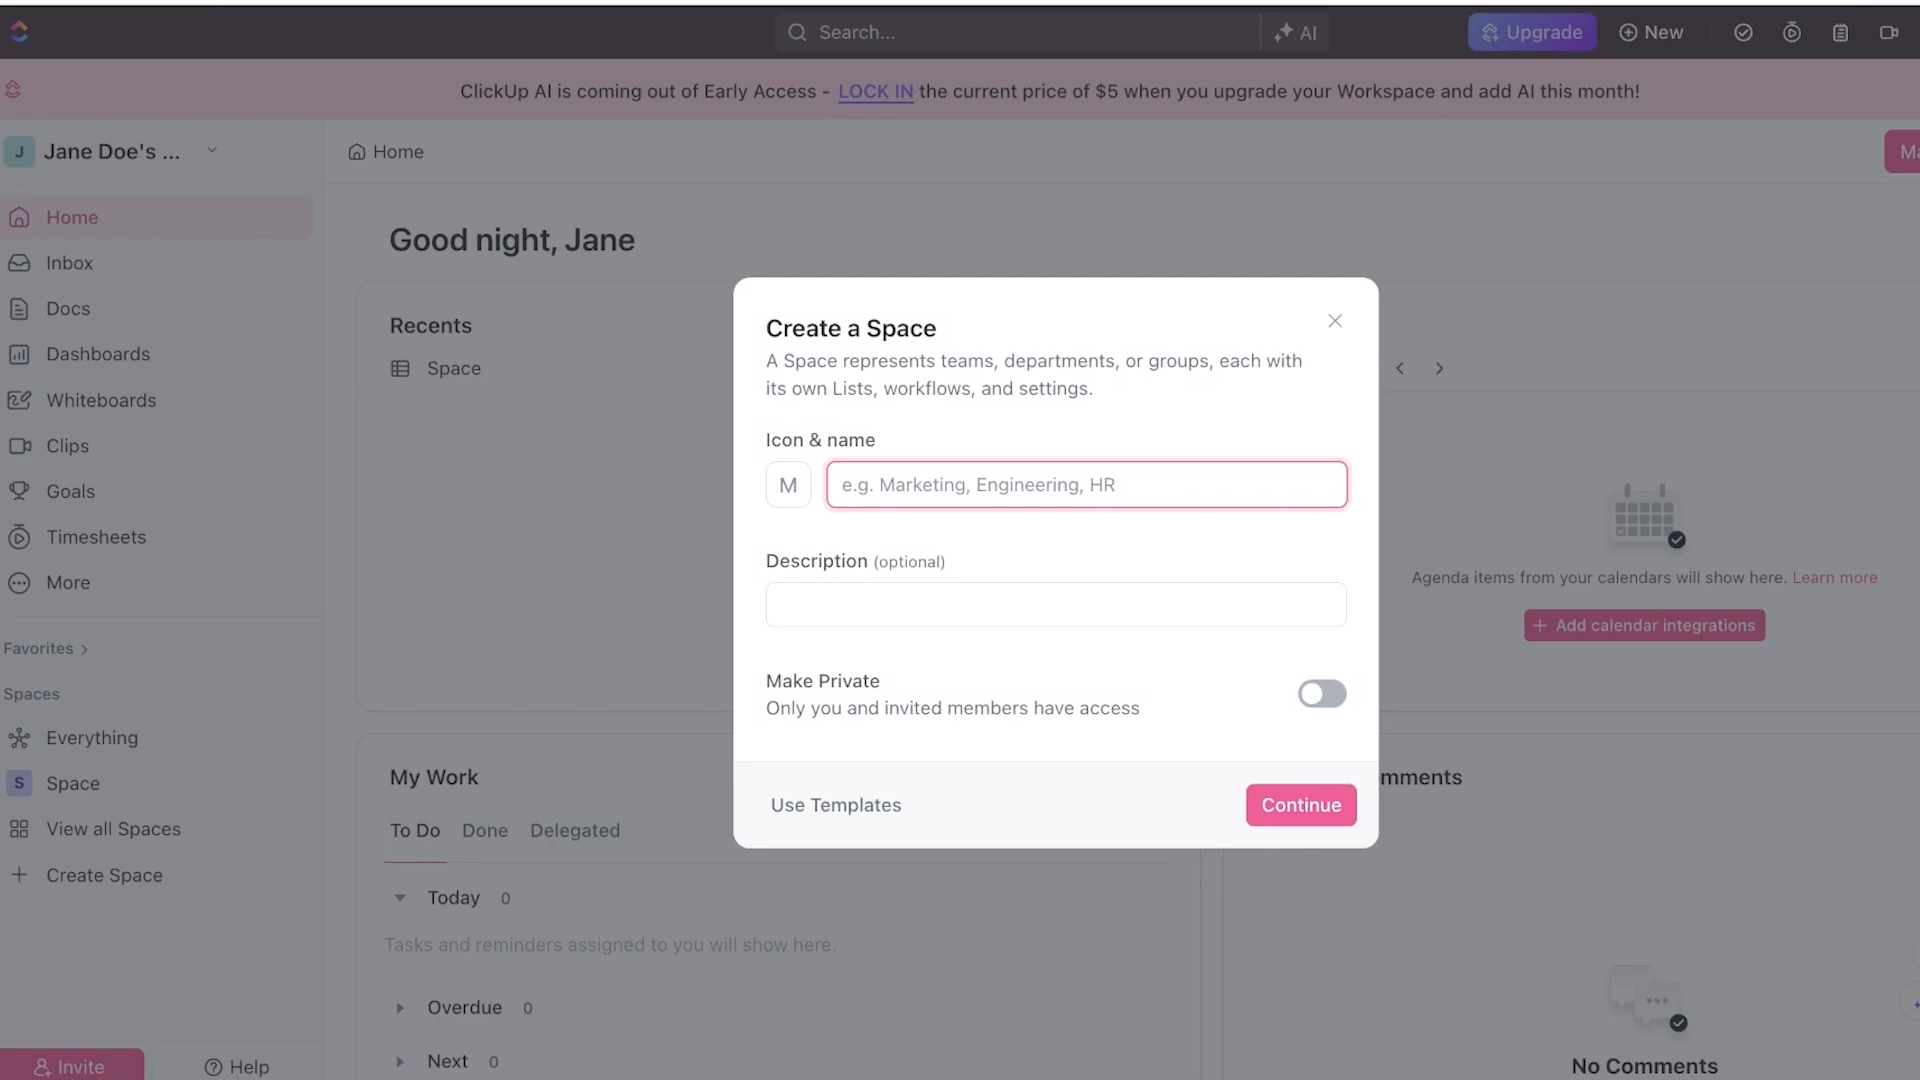 Search...
AI
Upgrade
New
ClickUp AI is coming out of Early Access - LOCK IN the current price of $5 when you upgrade your Workspace and add AI this month!
J Jane Doe's ...
Home
Ma
Home
Inbox
Docs
Dashboards
Whiteboards
Clips
Goals
Timesheets
More
Favorites
Spaces
Everything
S Space
View all Spaces
Create Space
Invite
Help
Good night, Jane
Recents
Space
Create a Space
A Space represents teams, departments, or groups, each with
its own Lists, workflows, and settings.
Icon & name
M
e.g. Marketing, Engineering, HR
Description (optional)
Make Private
Only you and invited members have access
Use Templates
Continue
Agenda items from your calendars will show here. Learn more
+ Add calendar integrations
My Work
To Do Done Delegated
Today 0
Tasks and reminders assigned to you will show here.
Overdue 0
Next 0
mments
No Comments